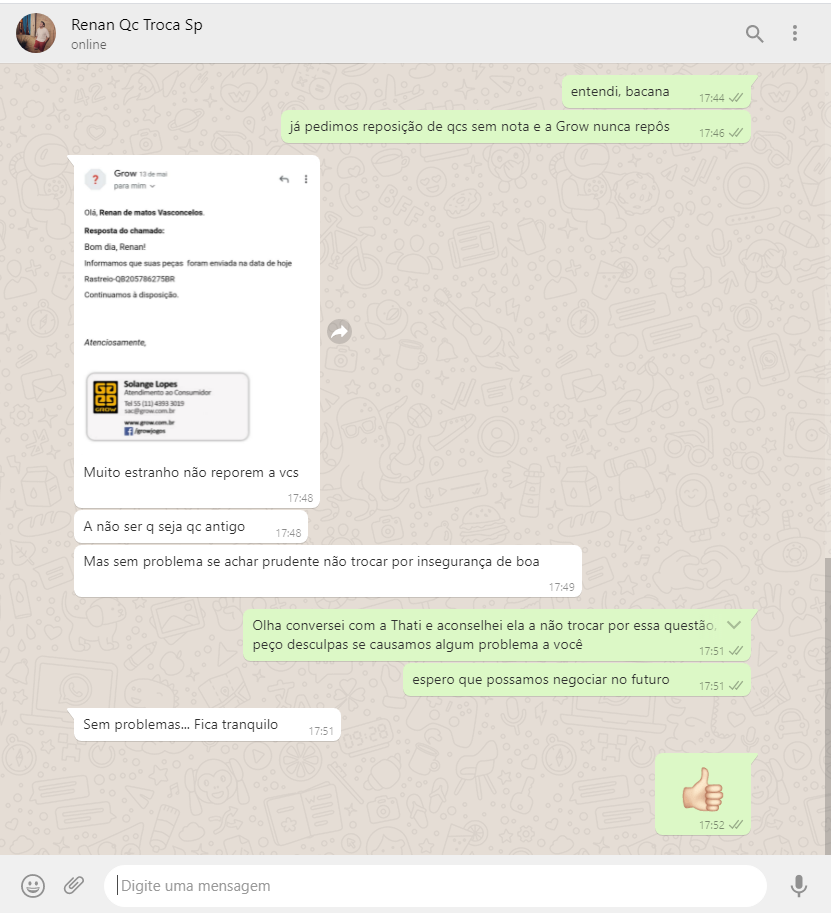 Renan Qc Troca Sp
online
entendi, bacana
17:44
já pedimos reposição de qcs sem nota e a Grow nunca repôs
17:46
?
Grow 13 de mai
para mim
Olá, Renan de matos Vasconcelos.
Resposta do chamado:
Bom dia, Renan!
Informamos que suas peças foram enviada na data de hoje
Rastreio-QB205786275BR
Continuamos à disposição.
Atenciosamente,
GROW
Solange Lopes
Atendimento ao Consumidor
Tel 55 (11) 4393 3019
sac@grow.com.br
www.grow.com.br
/growjogos
Muito estranho não reporem a vcs
17:48
A não ser q seja qc antigo
17:48
Mas sem problema se achar prudente não trocar por insegurança de boa
17:49
Olha conversei com a Thati e aconselhei ela a não trocar por essa questão,
peço desculpas se causamos algum problema a você
17:51
espero que possamos negociar no futuro
17:51
Sem problemas... Fica tranquilo
17:51
17:52
Digite uma mensagem